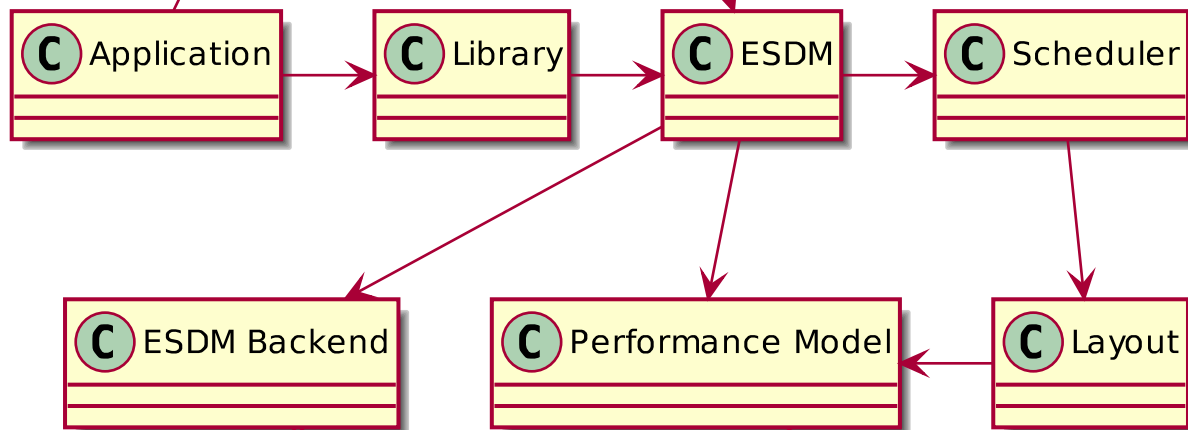 C Application
C Library
C ESDM
C Scheduler
C ESDM Backend
C Performance Model
C Layout